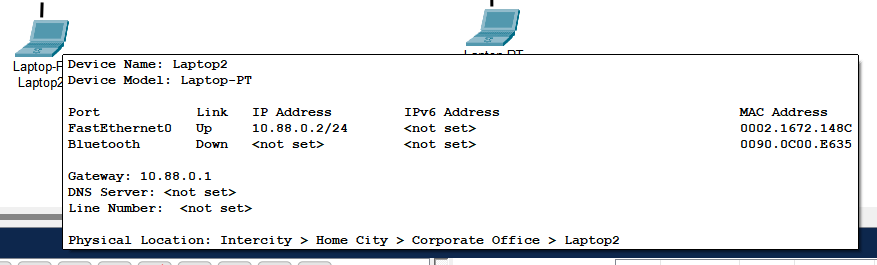 Laptop-P
Laptop2
Device Name: Laptop2
Device Model: Laptop-PT
Port Link IP Address IPv6 Address MAC Address
FastEthernet0 Up 10.88.0.2/24 <not set> 0002.1672.148C
Bluetooth Down <not set> <not set> 0090.0C00.E635
Gateway: 10.88.0.1
DNS Server: <not set>
Line Number: <not set>
Physical Location: Intercity > Home City > Corporate Office > Laptop2